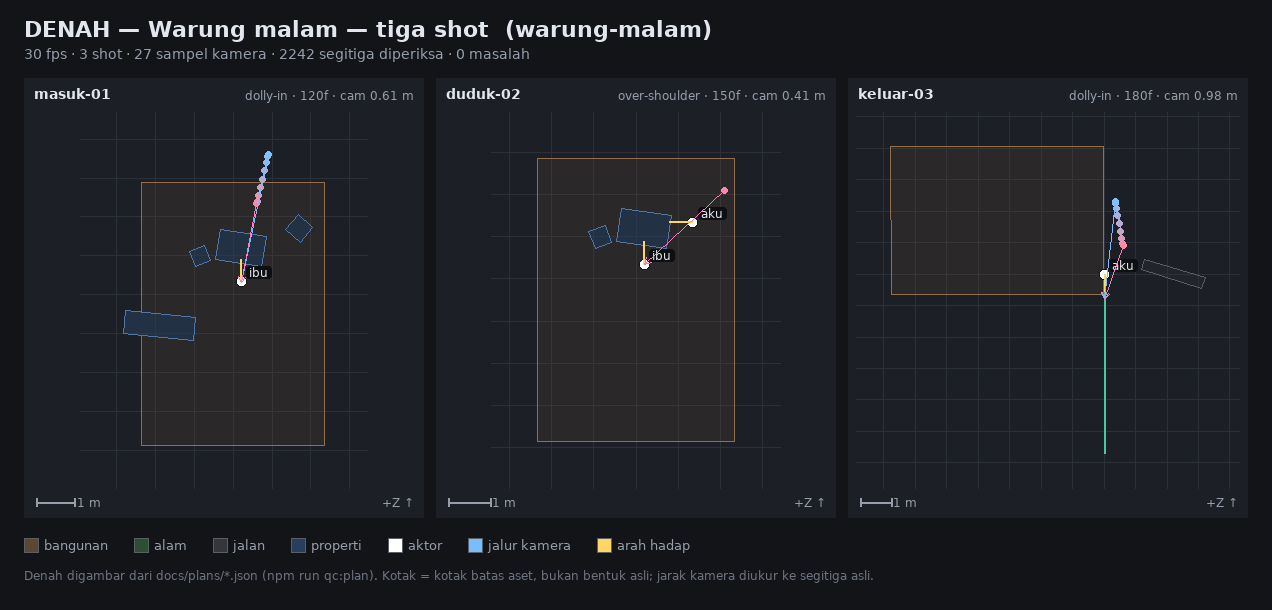 DENAH — Warung malam — tiga shot (warung-malam)
30 fps · 3 shot · 27 sampel kamera · 2242 segitiga diperiksa · 0 masalah
masuk-01
dolly-in · 120f · cam 0.61 m
ibu
1 m
+Z ↑
duduk-02
over-shoulder · 150f · cam 0.41 m
aku
ibu
1 m
+Z ↑
keluar-03
dolly-in · 180f · cam 0.98 m
aku
1 m
+Z ↑
bangunan
alam
jalan
properti
aktor
jalur kamera
arah hadap
Denah digambar dari docs/plans/*.json (npm run qc:plan). Kotak = kotak batas aset, bukan bentuk asli; jarak kamera diukur ke segitiga asli.